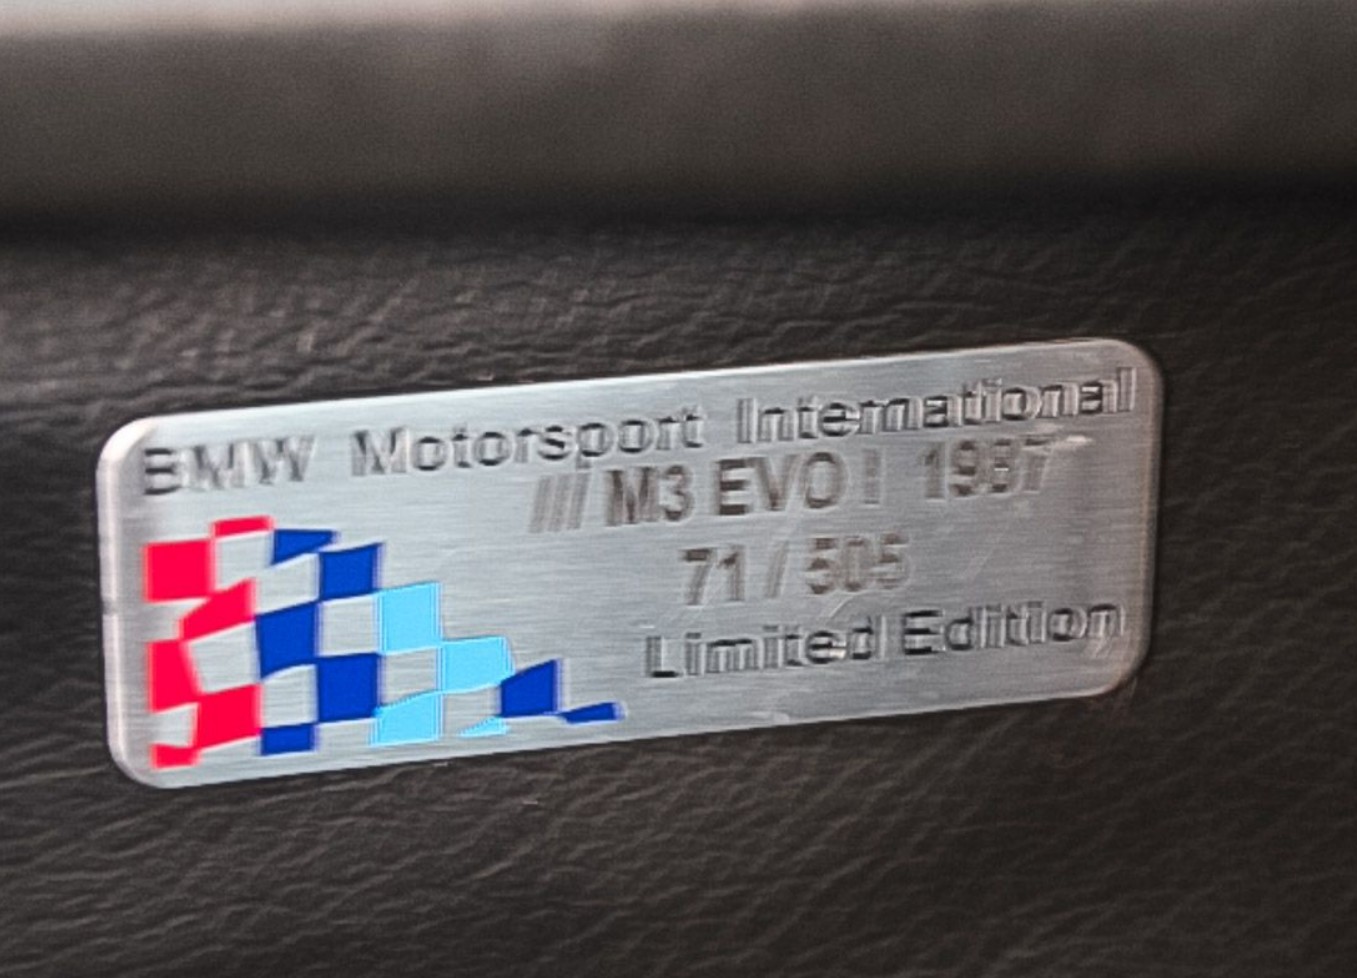 BMW Motorsport International
/// M3 EVO I 1987
71 / 505
Limited Edition